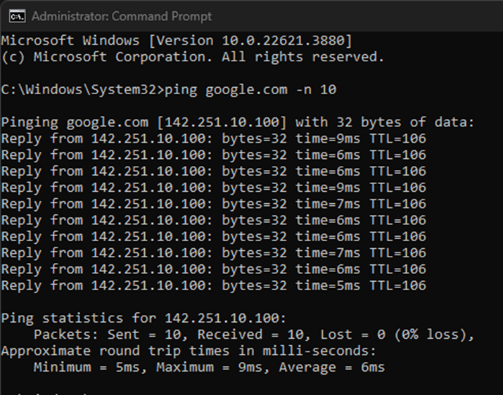 Administrator: Command Prompt
Microsoft Windows [Version 10.0.22621.3880]
(c) Microsoft Corporation. All rights reserved.
C:\Windows\System32>ping google.com -n 10
Pinging google.com [142.251.10.100] with 32 bytes of data:
Reply from 142.251.10.100: bytes=32 time=9ms TTL=106
Reply from 142.251.10.100: bytes=32 time=6ms TTL=106
Reply from 142.251.10.100: bytes=32 time=6ms TTL=106
Reply from 142.251.10.100: bytes=32 time=9ms TTL=106
Reply from 142.251.10.100: bytes=32 time=7ms TTL=106
Reply from 142.251.10.100: bytes=32 time=6ms TTL=106
Reply from 142.251.10.100: bytes=32 time=6ms TTL=106
Reply from 142.251.10.100: bytes=32 time=7ms TTL=106
Reply from 142.251.10.100: bytes=32 time=6ms TTL=106
Reply from 142.251.10.100: bytes=32 time=5ms TTL=106
Ping statistics for 142.251.10.100:
Packets: Sent = 10, Received = 10, Lost = 0 (0% loss),
Approximate round trip times in milli-seconds:
Minimum = 5ms, Maximum = 9ms, Average = 6ms